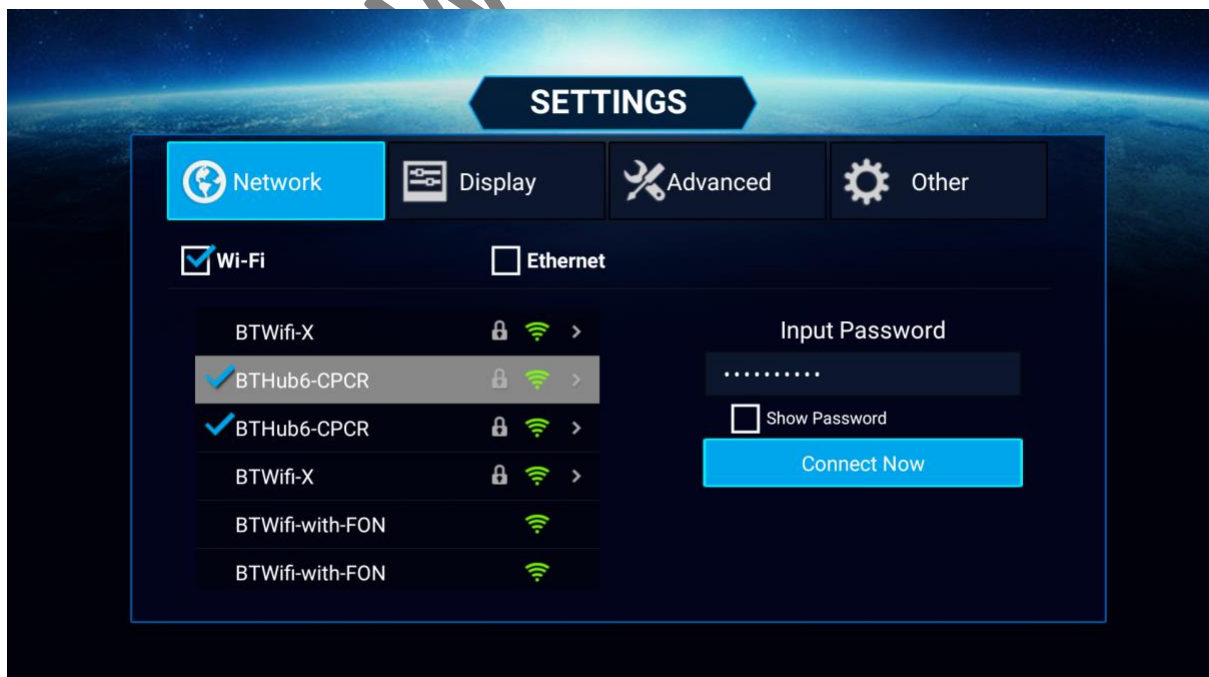 SETTINGS
Network Display Advanced Other
Wi-Fi Ethernet
BTWifi-X
BTHub6-CPCR
BTHub6-CPCR
BTWifi-X
BTWifi-with-FON
BTWifi-with-FON
Input Password
··········
Show Password
Connect Now